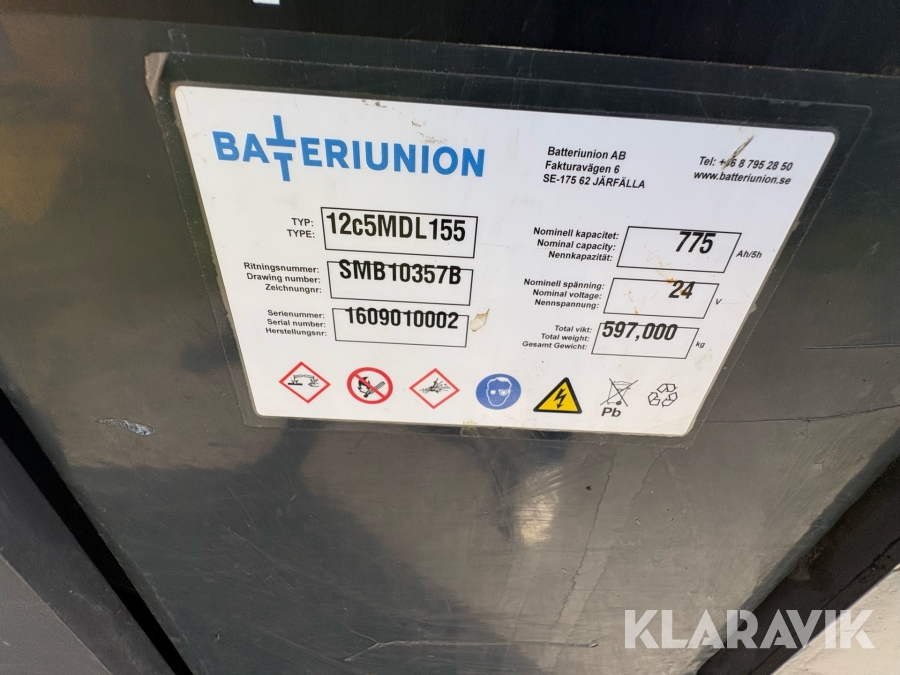 BATTERIUNION
Batteriunion AB
Fakturavägen 6
SE-175 62 JÄRFÄLLA
Tel: +46 8 795 28 50
www.batteriunion.se
TYP:
TYPE:
12c5MDL155
Ritningsnummer:
Drawing number:
Zeichnungnr:
SMB10357B
Serienummer:
Serial number:
Herstellungsnr:
1609010002
Nominell kapacitet:
Nominal capacity:
Nennkapazität:
775
Ah/5h
Nominell spänning:
Nominal voltage:
Nennspannung:
24
V
Total vikt:
Total weight:
Gesamt Gewicht:
597,000
kg
Pb
KLARAVIK